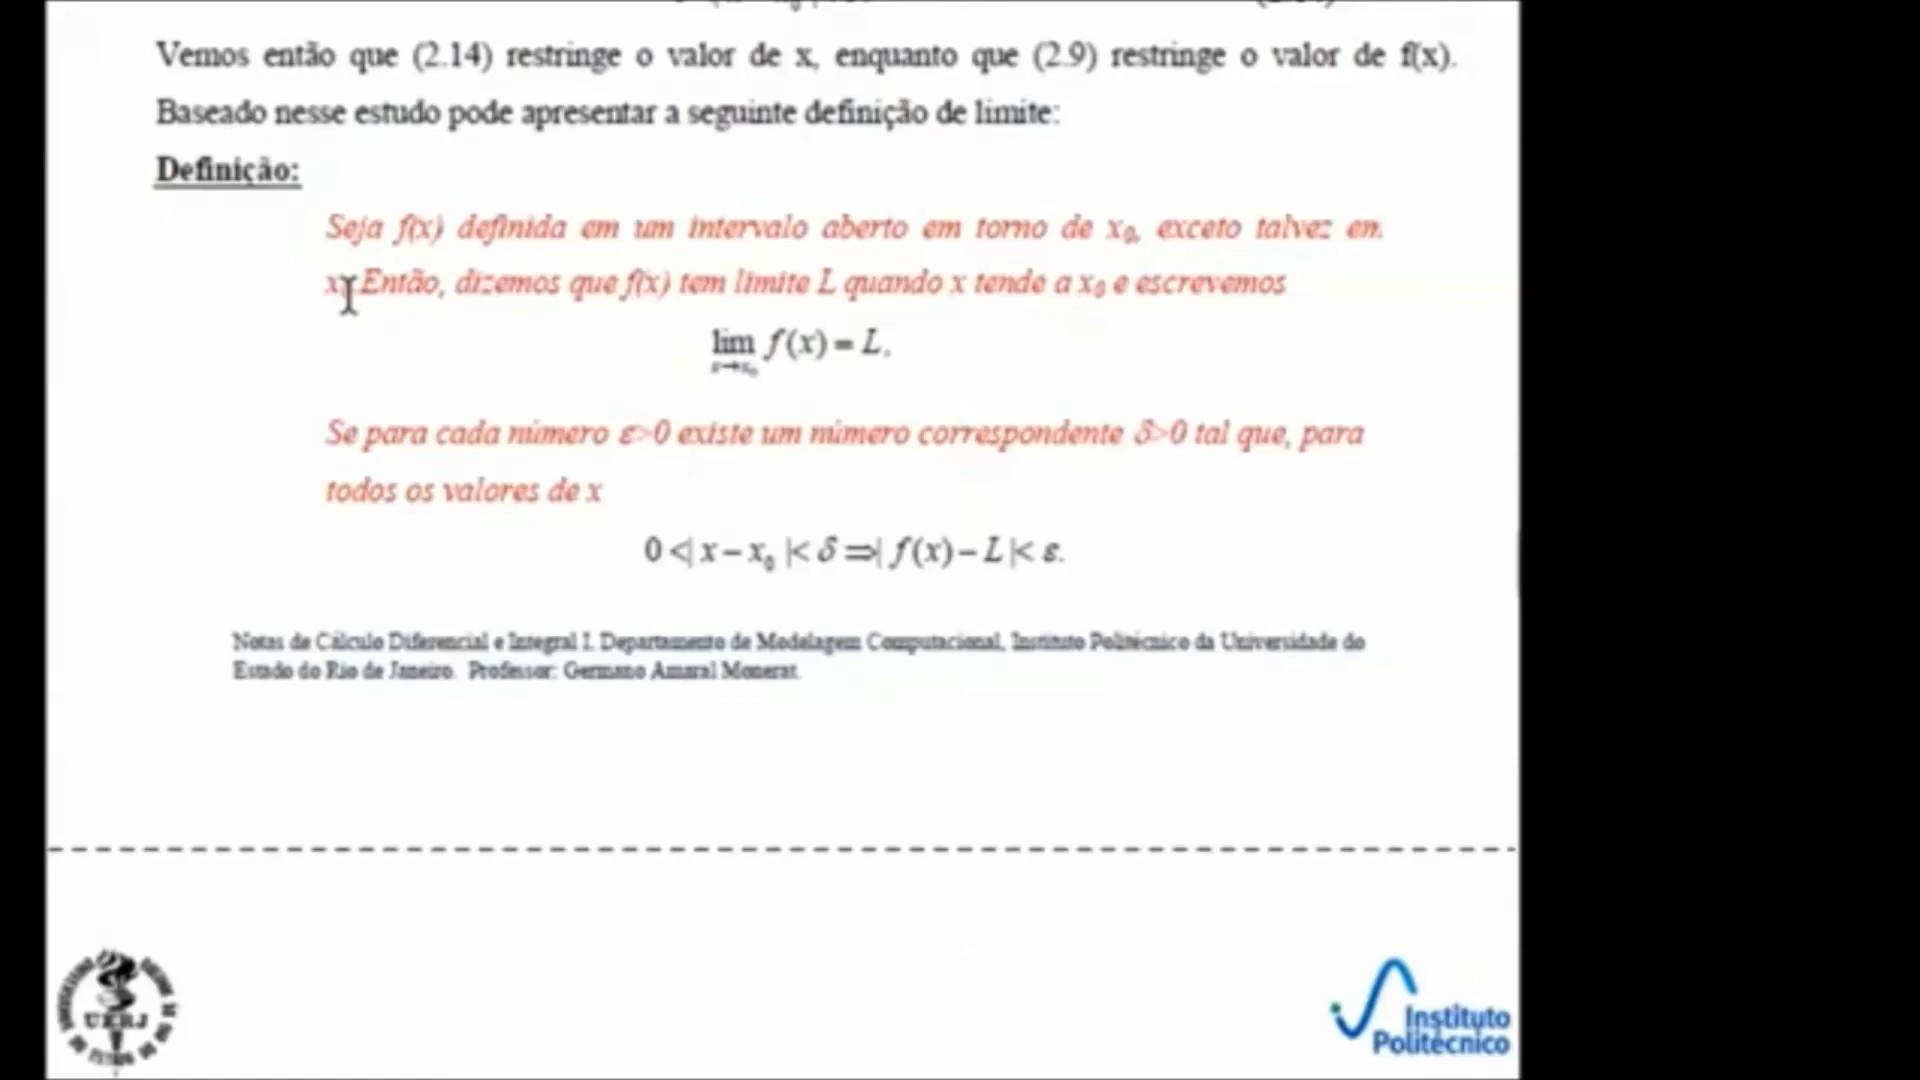 Vemos então que (2.14) restringe o valor de x, enquanto que (2.9) restringe o valor de f(x).
Baseado nesse estudo pode apresentar a seguinte definição de limite:
Definição:
Seja f(x) definida em um intervalo aberto em torno de x₀, exceto talvez em
x Então, dizemos que f(x) tem limite L quando x tende a x₀ e escrevemos
lim f(x) = L,
x→x₀
Se para cada número ε>0 existe um número correspondente δ>0 tal que, para
todos os valores de x
0 <| x − x₀ |< δ ⇒| f(x) − L |< ε.
Notas de Cálculo Diferencial e Integral I. Departamento de Modelagem Computacional, Instituto Politécnico da Universidade do
Estado do Rio de Janeiro. Professor: Germano Amaral Monerat.
UERJ
Instituto
Politécnico